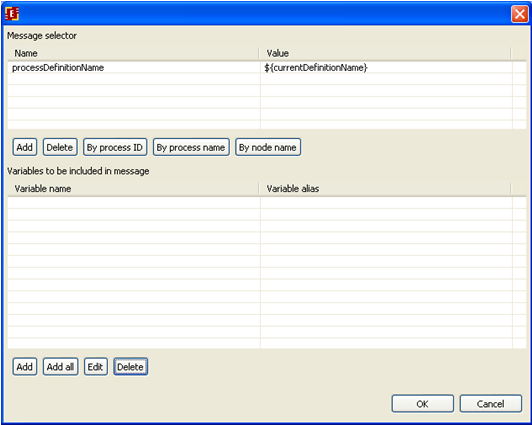 E
Message selector
Name Value
processDefinitionName ${currentDefinitionName}
Add Delete By process ID By process name By node name
Variables to be included in message
Variable name Variable alias
Add Add all Edit Delete
OK Cancel